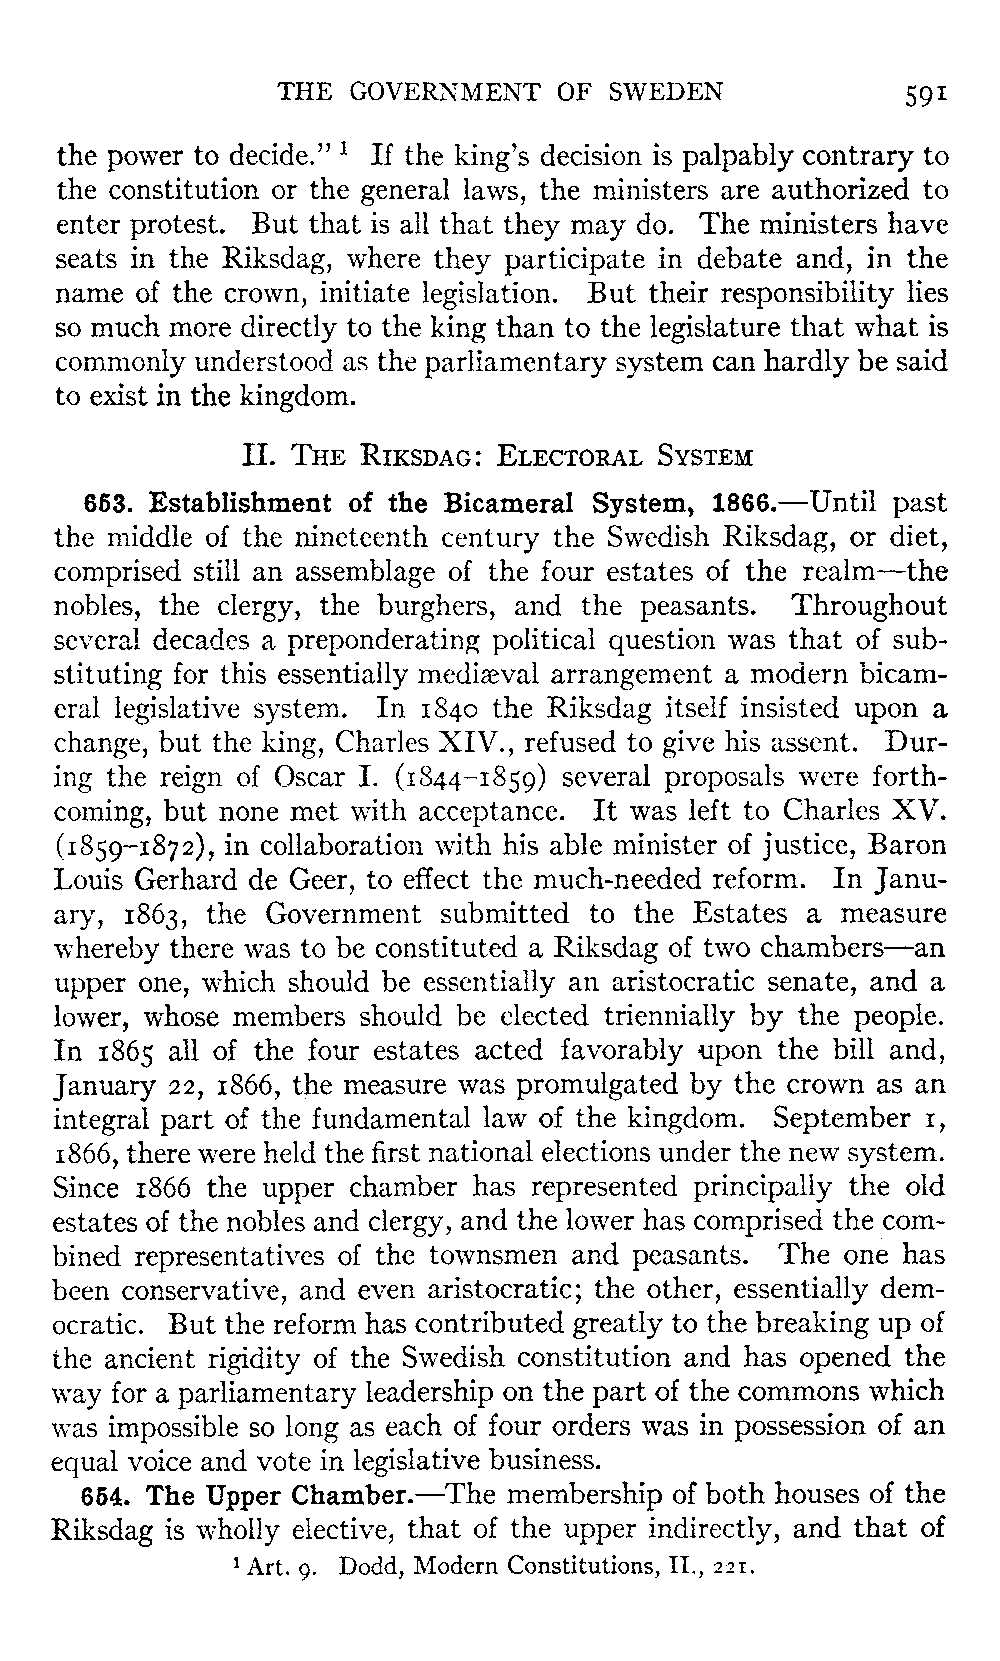 THE GOVERNMENT OF SWEDEN 591
the power to decide.” ¹ If the king’s decision is palpably contrary to
the constitution or the general laws, the ministers are authorized to
enter protest. But that is all that they may do. The ministers have
seats in the Riksdag, where they participate in debate and, in the
name of the crown, initiate legislation. But their responsibility lies
so much more directly to the king than to the legislature that what is
commonly understood as the parliamentary system can hardly be said
to exist in the kingdom.
II. THE RIKSDAG: ELECTORAL SYSTEM
653. Establishment of the Bicameral System, 1866.—Until past
the middle of the nineteenth century the Swedish Riksdag, or diet,
comprised still an assemblage of the four estates of the realm—the
nobles, the clergy, the burghers, and the peasants. Throughout
several decades a preponderating political question was that of sub-
stituting for this essentially mediæval arrangement a modern bicam-
eral legislative system. In 1840 the Riksdag itself insisted upon a
change, but the king, Charles XIV., refused to give his assent. Dur-
ing the reign of Oscar I. (1844–1859) several proposals were forth-
coming, but none met with acceptance. It was left to Charles XV.
(1859–1872), in collaboration with his able minister of justice, Baron
Louis Gerhard de Geer, to effect the much-needed reform. In Janu-
ary, 1863, the Government submitted to the Estates a measure
whereby there was to be constituted a Riksdag of two chambers—an
upper one, which should be essentially an aristocratic senate, and a
lower, whose members should be elected triennially by the people.
In 1865 all of the four estates acted favorably upon the bill and,
January 22, 1866, the measure was promulgated by the crown as an
integral part of the fundamental law of the kingdom. September 1,
1866, there were held the first national elections under the new system.
Since 1866 the upper chamber has represented principally the old
estates of the nobles and clergy, and the lower has comprised the com-
bined representatives of the townsmen and peasants. The one has
been conservative, and even aristocratic; the other, essentially dem-
ocratic. But the reform has contributed greatly to the breaking up of
the ancient rigidity of the Swedish constitution and has opened the
way for a parliamentary leadership on the part of the commons which
was impossible so long as each of four orders was in possession of an
equal voice and vote in legislative business.
654. The Upper Chamber.—The membership of both houses of the
Riksdag is wholly elective, that of the upper indirectly, and that of
¹ Art. 9. Dodd, Modern Constitutions, II., 221.